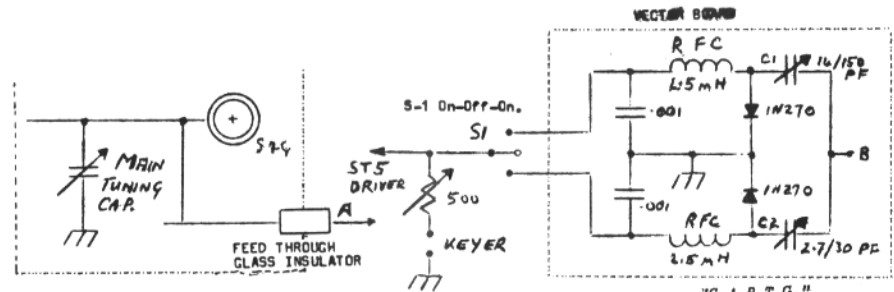 VECTOR BOARD
RFC
2.5mH
C1
14/150
PF
.001
1N270
S-1 On-Off-On.
S1
B
MAIN
TUNING
CAP.
ST5
DRIVER
500
A
KEYER
FEED THROUGH
GLASS INSULATOR
.001
1N270
RFC
2.5mH
C2
2.7/30 PF